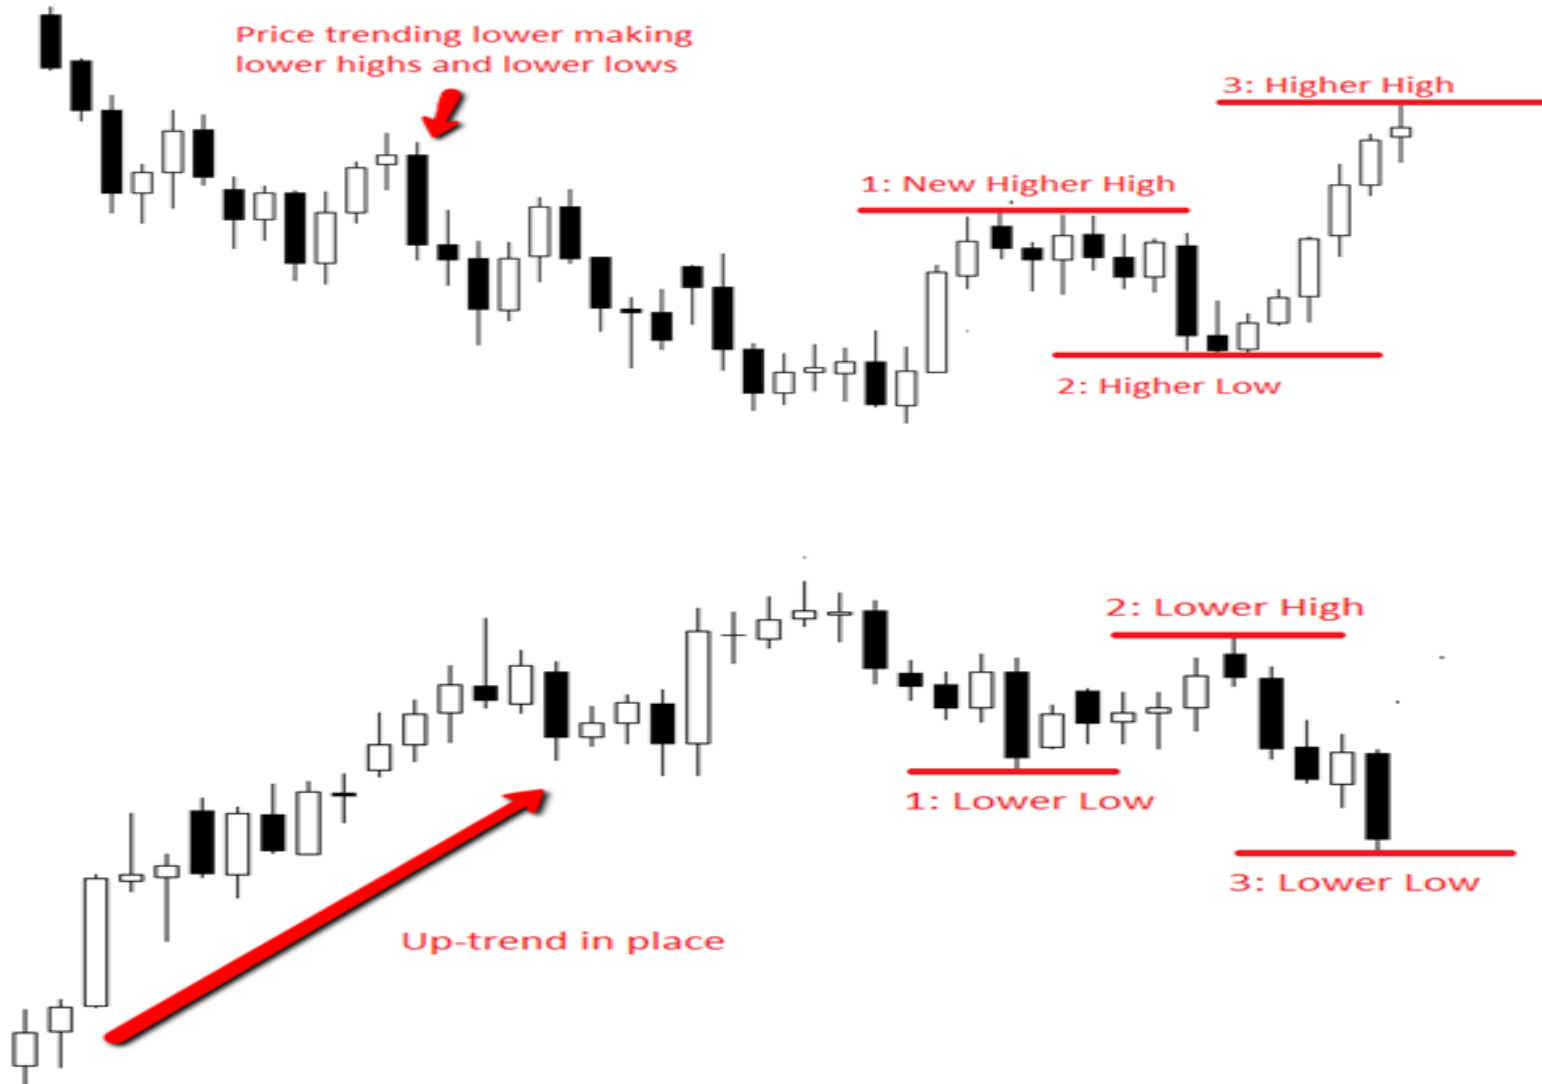 Price trending lower making
lower highs and lower lows
3: Higher High
1: New Higher High
2: Higher Low
2: Lower High
1: Lower Low
3: Lower Low
Up-trend in place